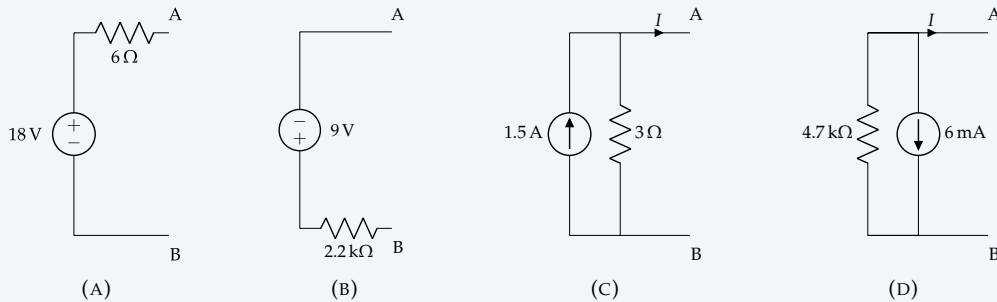 A
6 Ω
18 V
+
−
B
(A)
A
−
+
9 V
2.2 kΩ
B
(B)
I
A
1.5 A
3 Ω
B
(C)
I
A
4.7 kΩ
6 mA
B
(D)